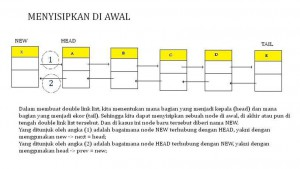 MENYISIPKAN DI AWAL
NEW HEAD TAIL
A B C D E
1
2
Dalam membuat double link list, kita menentukan mana bagian yang menjadi kepala (head) dan mana
bagian yang menjadi ekor (tail). Sehingga kita dapat menyisipkan sebuah node di awal, di akhir atau pun di
tengah double link list tersebut. Dan di kasus ini node baru tersebut diberi nama NEW.
Yang ditunjuk oleh angka (1) adalah bagaimana node NEW terhubung dengan HEAD, yakni dengan
menggunakan new -> next = head;
Yang ditunjuk oleh angka (2) adalah bagaimana node HEAD terhubung dengan NEW, yakni dengan
menggunakan head -> prev = new;